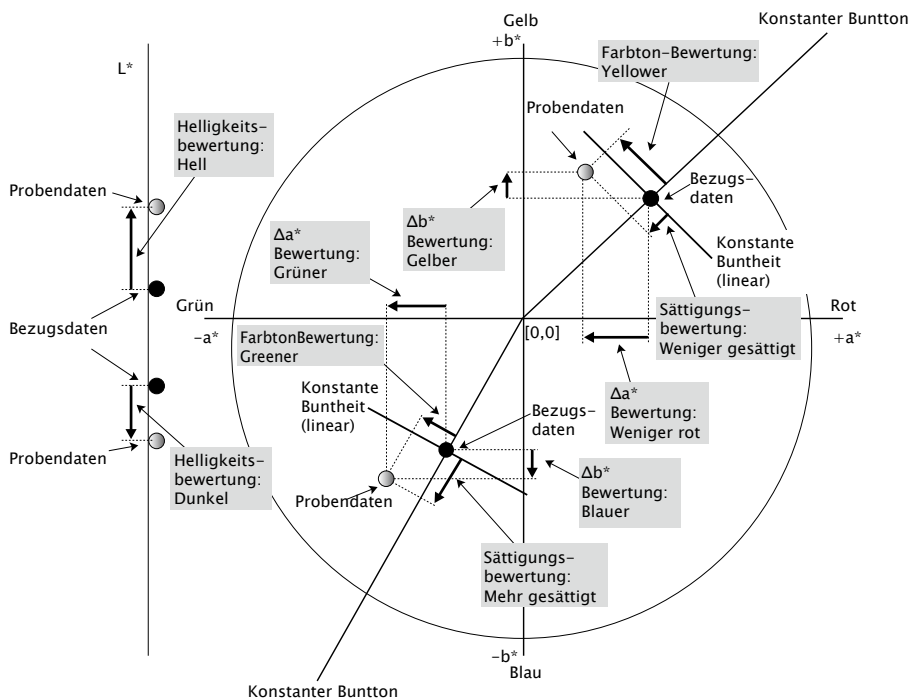 Gelb
+b*
Konstanter Buntton
L*
Farbton-Bewertung:
Yellower
Probendaten
Helligkeits-
bewertung:
Hell
Probendaten
Bezugs-
daten
Δb*
Bewertung:
Gelber
Δa*
Bewertung:
Grüner
Konstante
Buntheit
(linear)
Grün
Rot
Bezugsdaten
−a*
[0,0]
+a*
Sättigungs-
bewertung:
Weniger gesättigt
FarbtonBewertung:
Greener
Konstante
Buntheit
(linear)
Δa*
Bewertung:
Weniger rot
Bezugs-
daten
Probendaten
Helligkeits-
bewertung:
Dunkel
Δb*
Bewertung:
Blauer
Probendaten
Sättigungs-
bewertung:
Mehr gesättigt
−b*
Blau
Konstanter Buntton